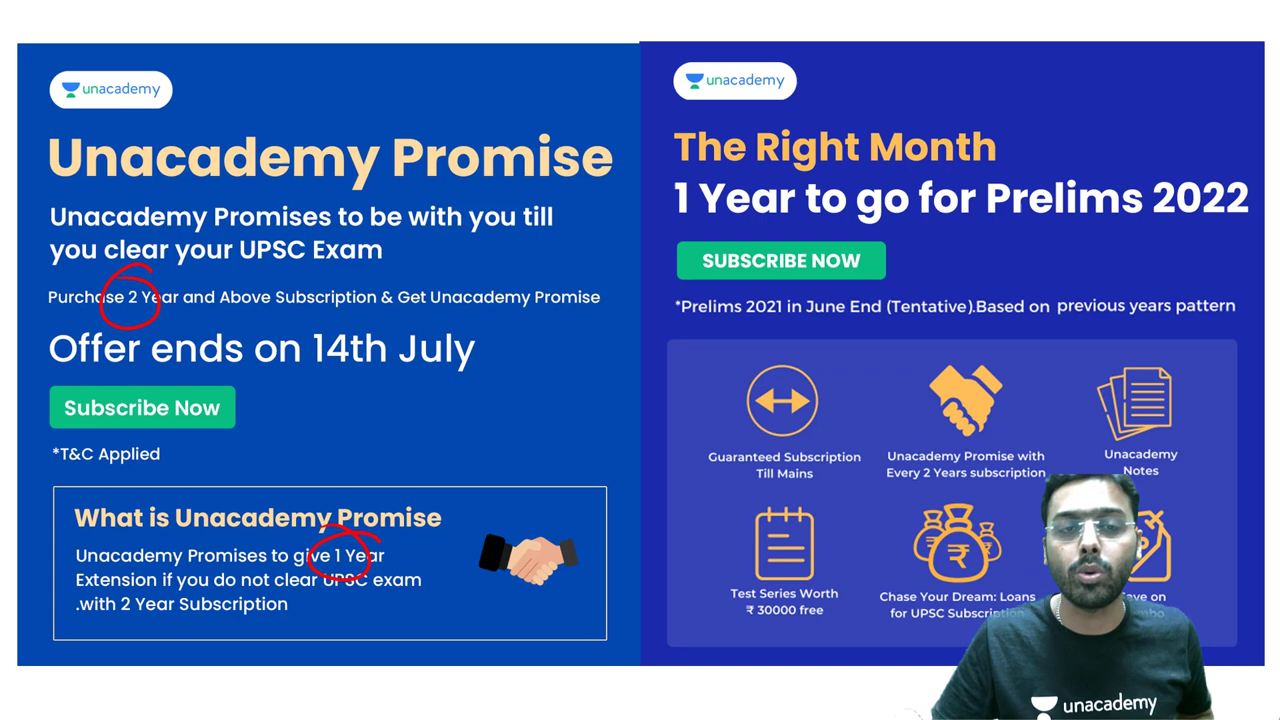 unacademy
Unacademy Promise
Unacademy Promises to be with you till
you clear your UPSC Exam
Purchase 2 Year and Above Subscription & Get Unacademy Promise
Offer ends on 14th July
Subscribe Now
*T&C Applied
What is Unacademy Promise
Unacademy Promises to give 1 Year
Extension if you do not clear UPSC exam
.with 2 Year Subscription
unacademy
The Right Month
1 Year to go for Prelims 2022
SUBSCRIBE NOW
*Prelims 2021 in June End (Tentative).Based on previous years pattern
Guaranteed Subscription
Till Mains
Unacademy Promise with
Every 2 Years subscription
Unacademy
Notes
Test Series Worth
₹ 30000 free
Chase Your Dream: Loans
for UPSC Subscription
on
unacademy